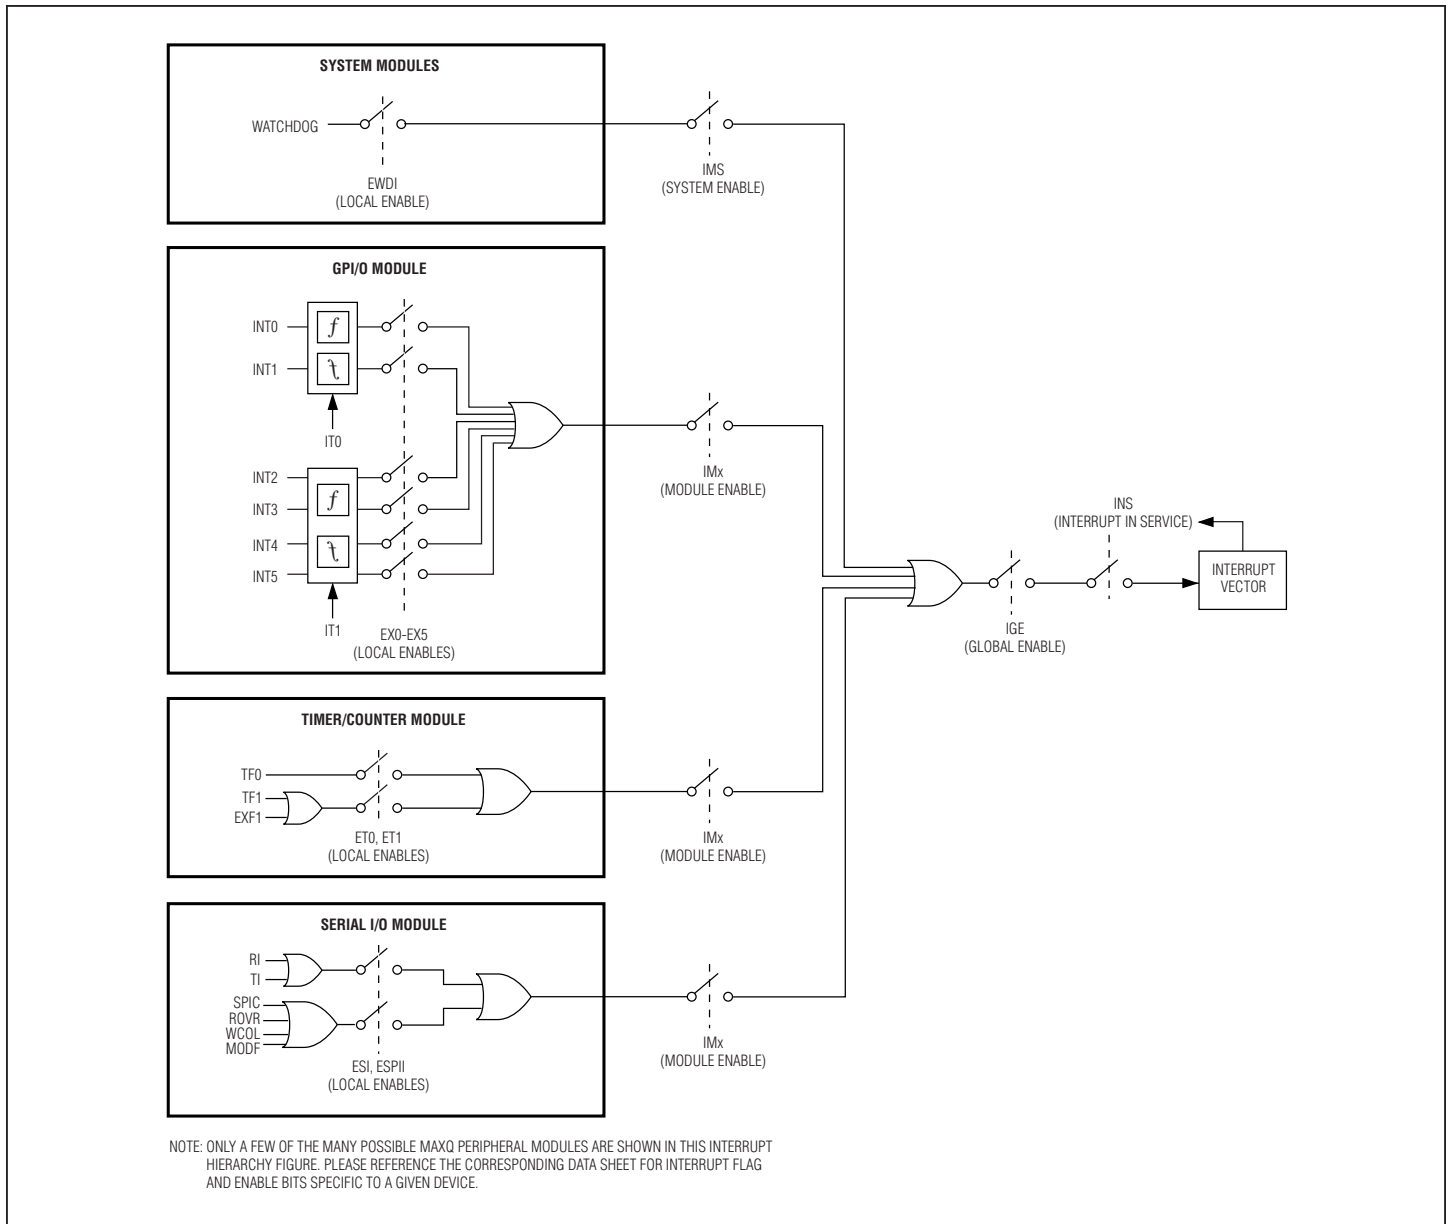 SYSTEM MODULES
WATCHDOG
EWDI
(LOCAL ENABLE)
IMS
(SYSTEM ENABLE)
GPI/O MODULE
INT0
f
INT1
t
IT0
INT2
INT3
f
INT4
t
INT5
IT1
EX0-EX5
(LOCAL ENABLES)
IMx
(MODULE ENABLE)
INS
(INTERRUPT IN SERVICE)
INTERRUPT
VECTOR
IGE
(GLOBAL ENABLE)
TIMER/COUNTER MODULE
TF0
TF1
EXF1
ET0, ET1
(LOCAL ENABLES)
IMx
(MODULE ENABLE)
SERIAL I/O MODULE
RI
TI
SPIC
ROVR
WCOL
MODF
ESI, ESPII
(LOCAL ENABLES)
IMx
(MODULE ENABLE)
NOTE: ONLY A FEW OF THE MANY POSSIBLE MAXQ PERIPHERAL MODULES ARE SHOWN IN THIS INTERRUPT
HIERARCHY FIGURE. PLEASE REFERENCE THE CORRESPONDING DATA SHEET FOR INTERRUPT FLAG
AND ENABLE BITS SPECIFIC TO A GIVEN DEVICE.